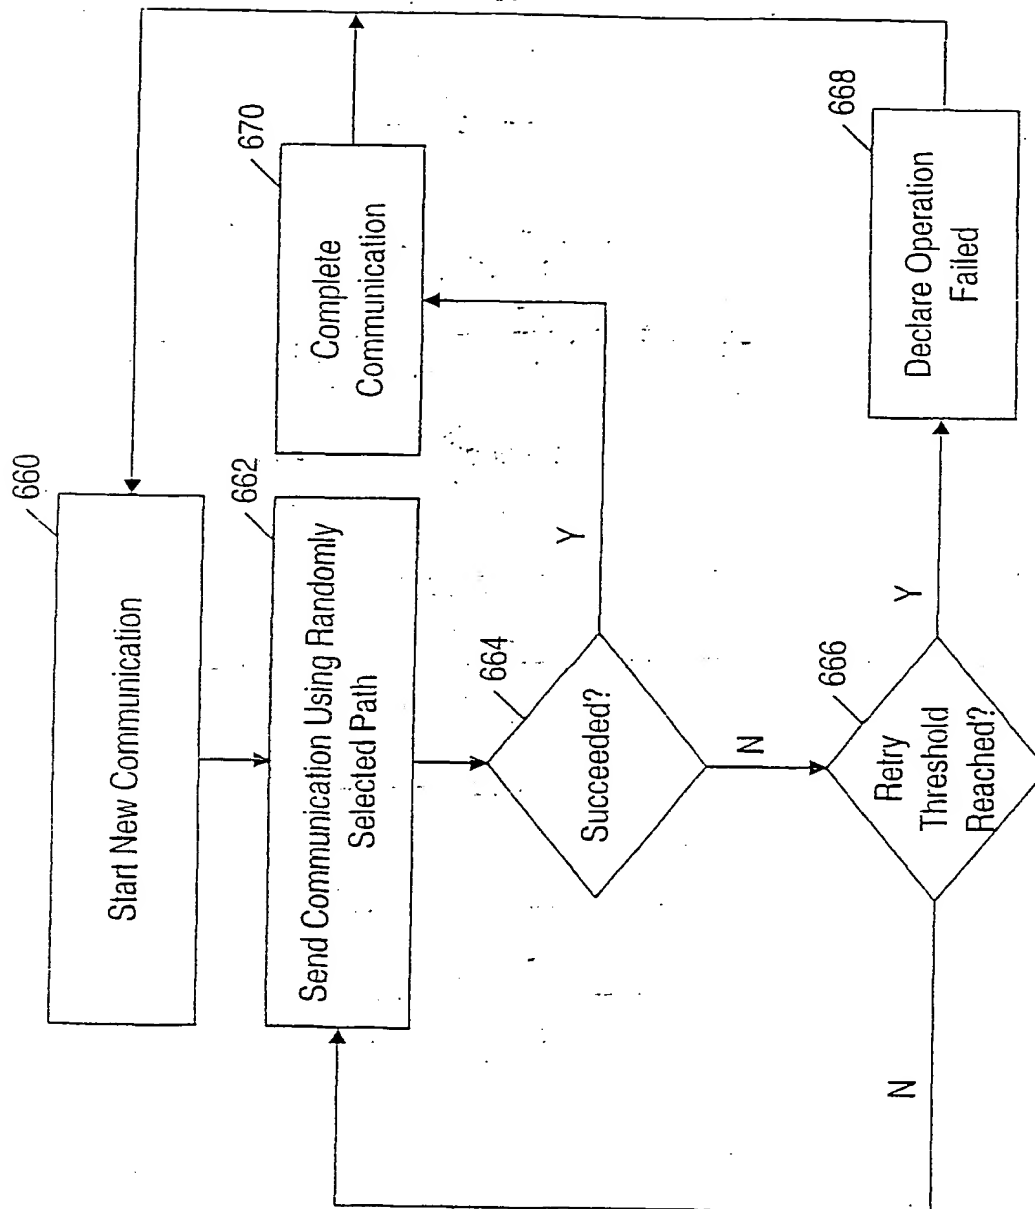 660
Start New Communication
662
Send Communication Using Randomly
Selected Path
664
Succeeded?
Y
N
670
Complete
Communication
666
Retry
Threshold
Reached?
Y
N
668
Declare Operation
Failed